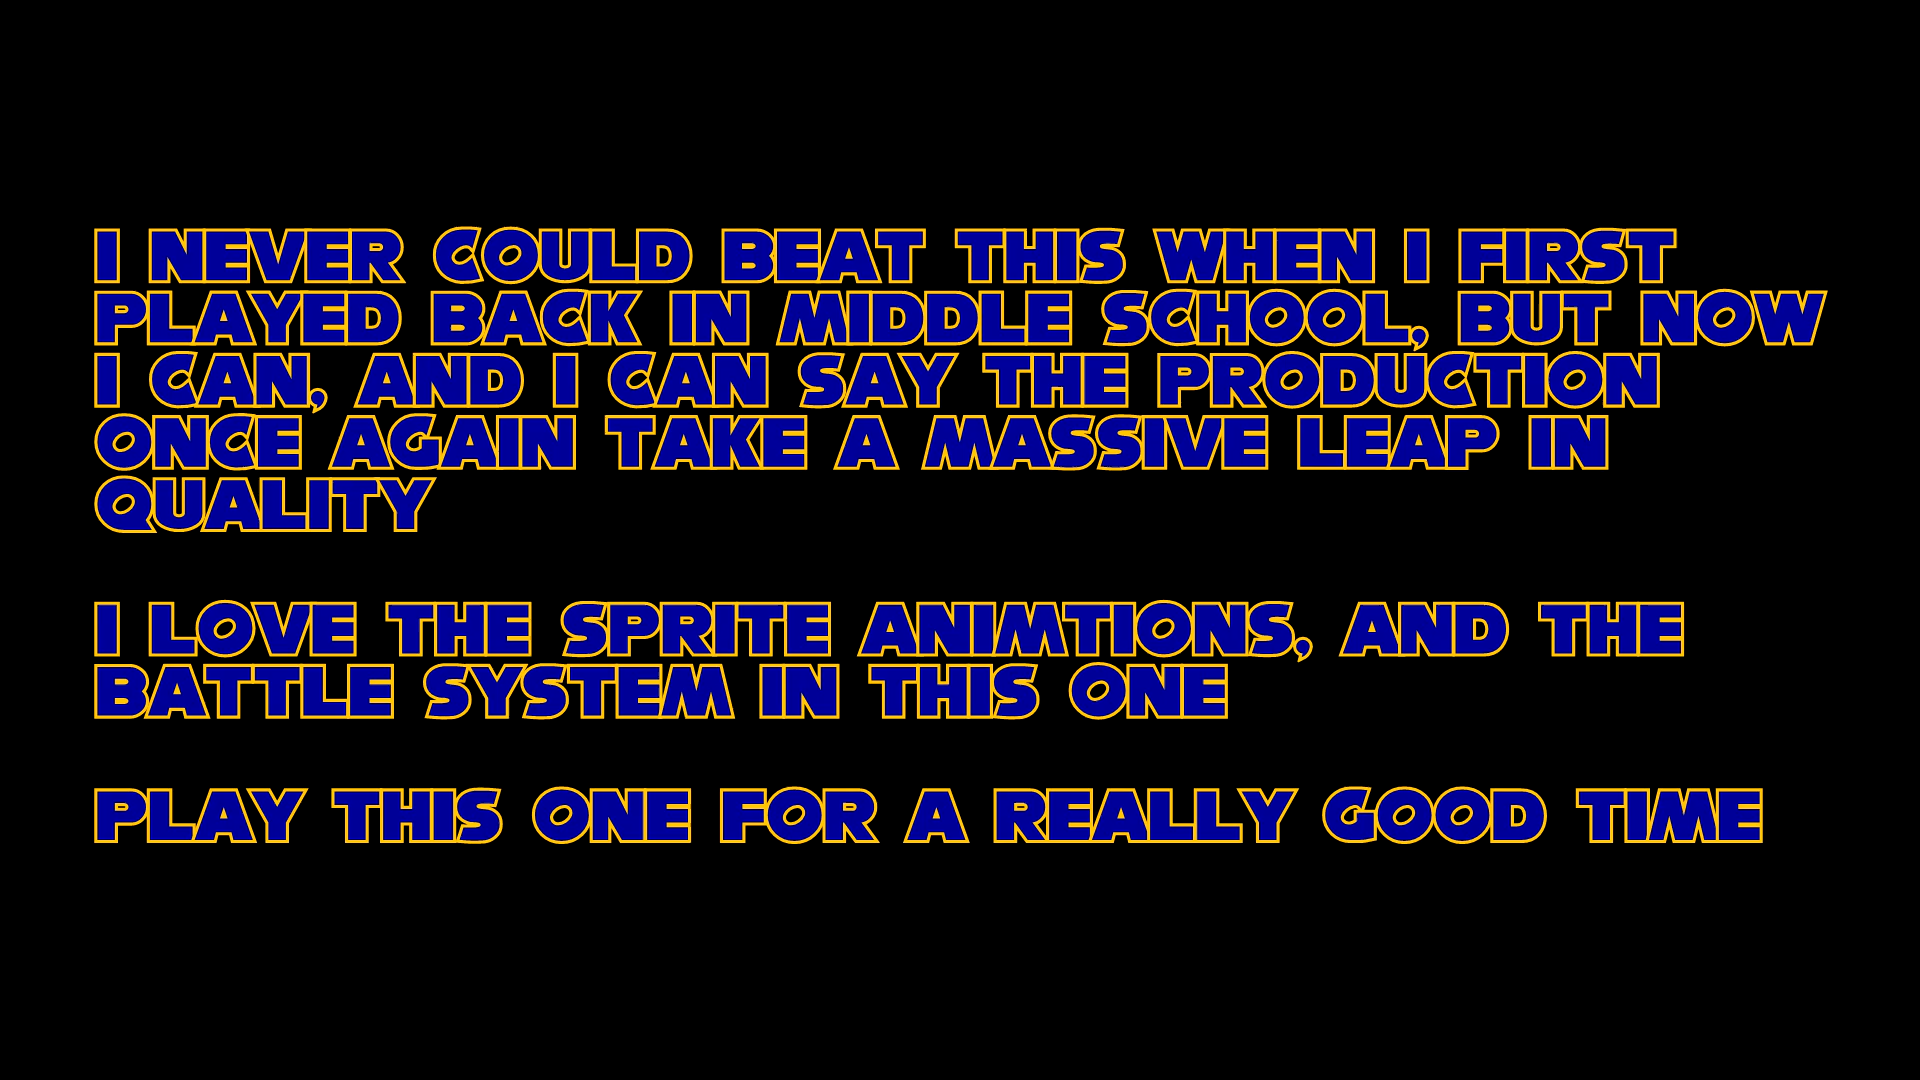 I NEVER COULD BEAT THIS WHEN I FIRST
PLAYED BACK IN MIDDLE SCHOOL, BUT NOW
I CAN, AND I CAN SAY THE PRODUCTION
ONCE AGAIN TAKE A MASSIVE LEAP IN
QUALITY
I LOVE THE SPRITE ANIMTIONS, AND THE
BATTLE SYSTEM IN THIS ONE
PLAY THIS ONE FOR A REALLY GOOD TIME